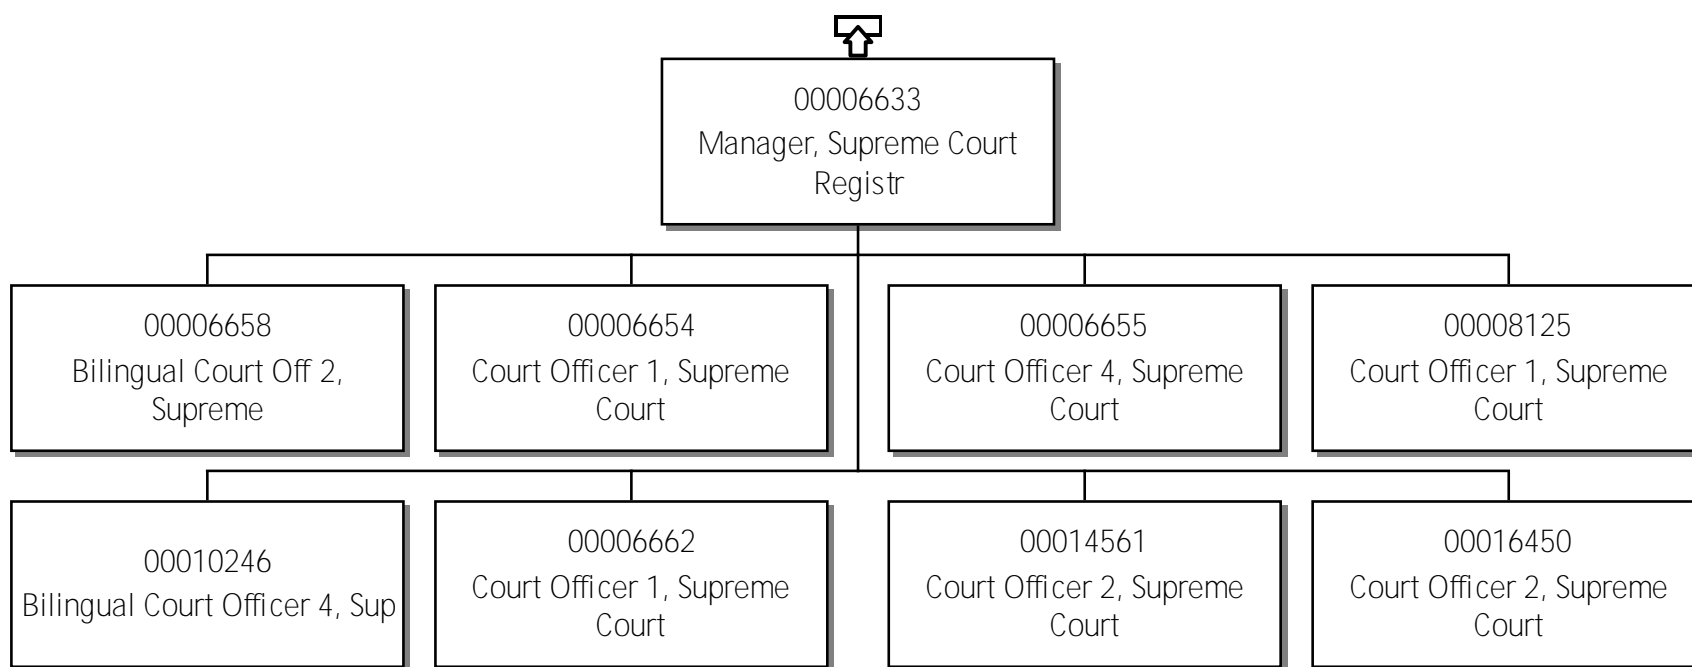 00006633
Manager, Supreme Court
Registr
00006658
Bilingual Court Off 2,
Supreme
00006654
Court Officer 1, Supreme
Court
00006655
Court Officer 4, Supreme
Court
00008125
Court Officer 1, Supreme
Court
00010246
Bilingual Court Officer 4, Sup
00006662
Court Officer 1, Supreme
Court
00014561
Court Officer 2, Supreme
Court
00016450
Court Officer 2, Supreme
Court